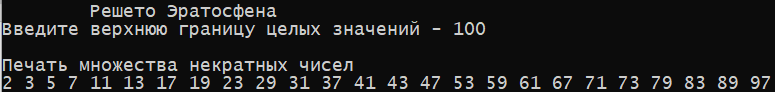 Решето Эратосфена
Введите верхнюю границу целых значений - 100
Печать множества некратных чисел
2 3 5 7 11 13 17 19 23 29 31 37 41 43 47 53 59 61 67 71 73 79 83 89 97